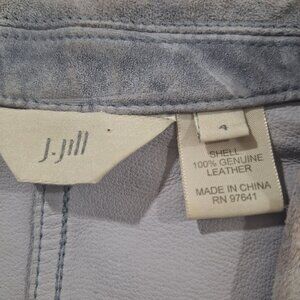 J.Jill
4
SHELL
100% GENUINE
LEATHER
MADE IN CHINA
RN 97641